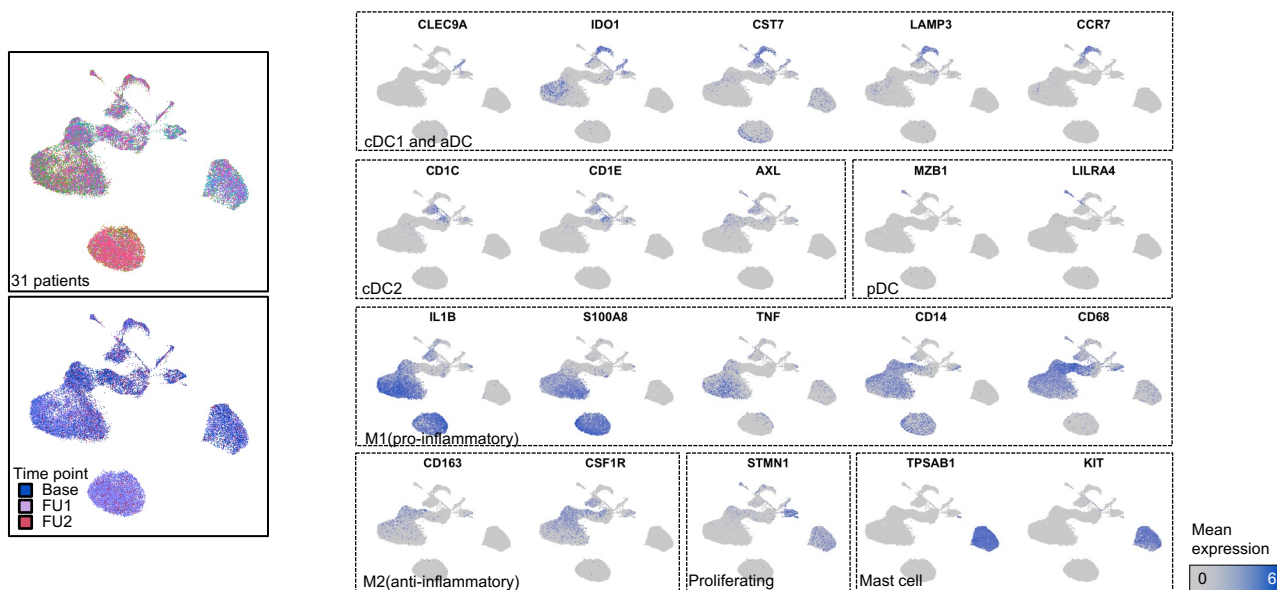 31 patients
Time point
Base
FU1
FU2
CLEC9A IDO1 CST7 LAMP3 CCR7
cDC1 and aDC
CD1C CD1E AXL MZB1 LILRA4
cDC2 pDC
IL1B S100A8 TNF CD14 CD68
M1(pro-inflammatory)
CD163 CSF1R STMN1 TPSAB1 KIT
M2(anti-inflammatory) Proliferating Mast cell
Mean
expression
0 6